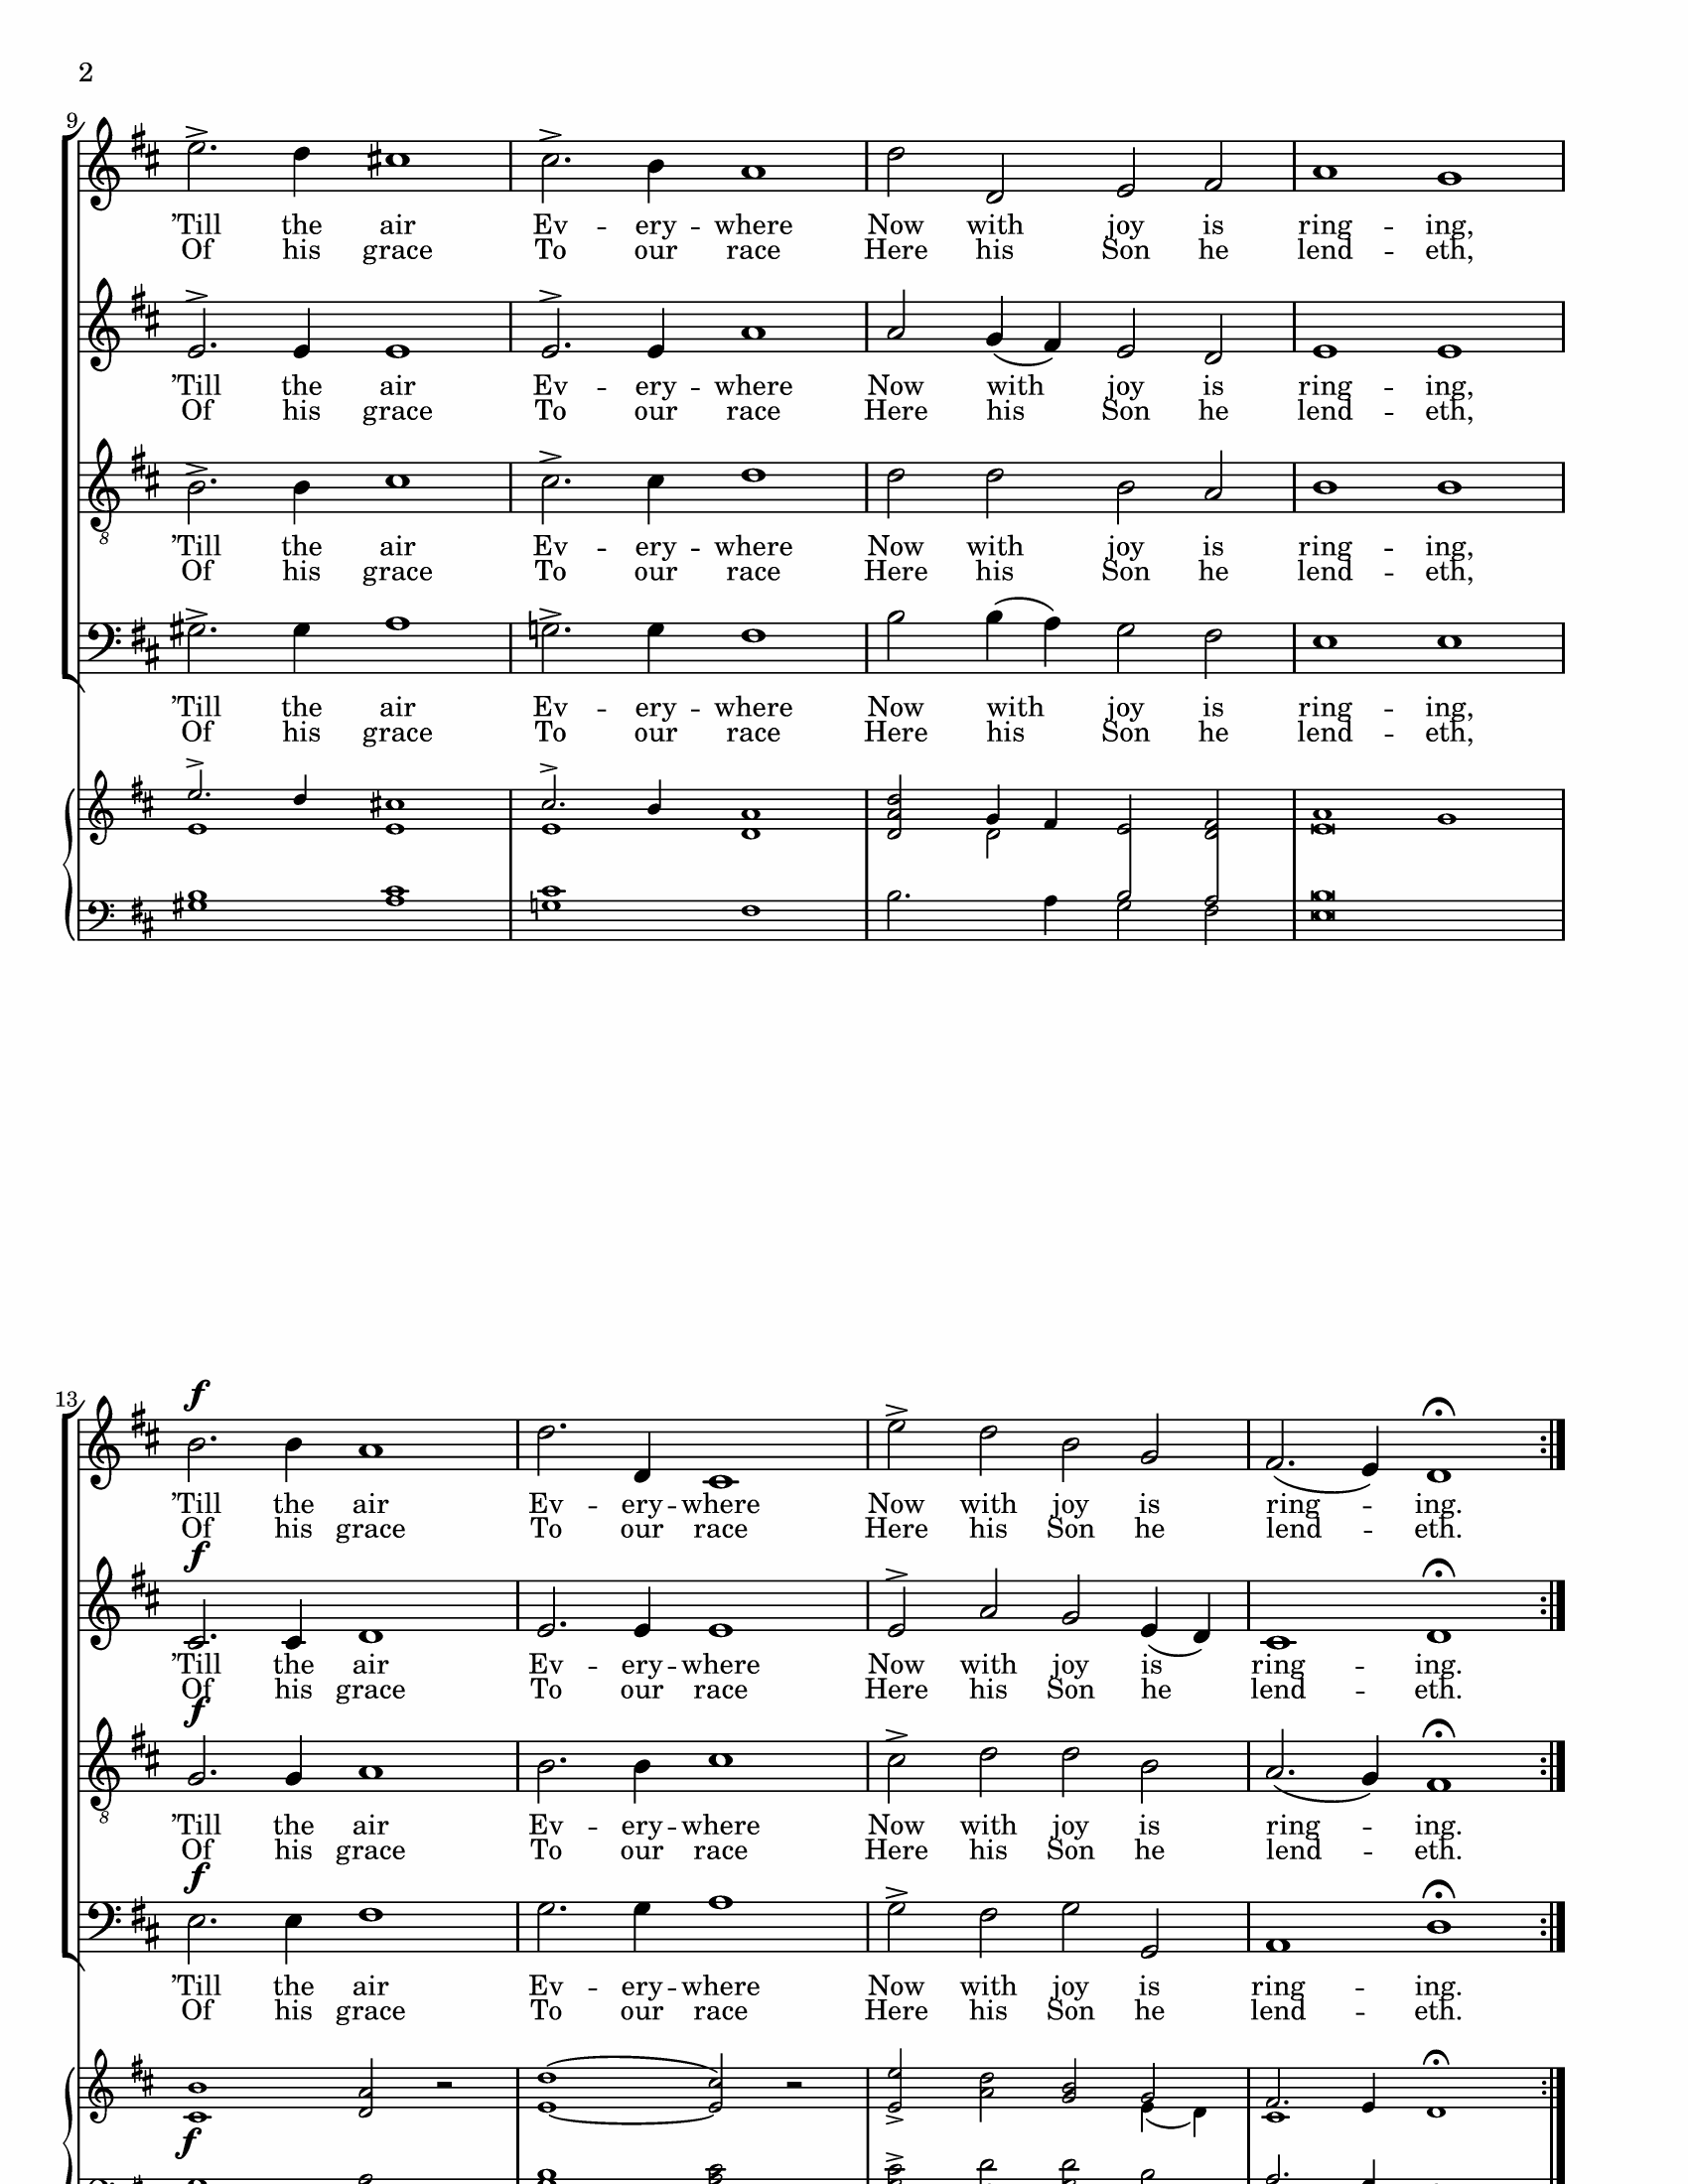 2
9
’Till the air Ev -- ery -- where Now with joy is ring -- ing,
Of his grace To our race Here his Son he lend -- eth,
’Till the air Ev -- ery -- where Now with joy is ring -- ing,
Of his grace To our race Here his Son he lend -- eth,
8
’Till the air Ev -- ery -- where Now with joy is ring -- ing,
Of his grace To our race Here his Son he lend -- eth,
’Till the air Ev -- ery -- where Now with joy is ring -- ing,
Of his grace To our race Here his Son he lend -- eth,
13
f
’Till the air Ev -- ery -- where Now with joy is ring -- ing.
Of his grace To our race Here his Son he lend -- eth.
f
’Till the air Ev -- ery -- where Now with joy is ring -- ing.
Of his grace To our race Here his Son he lend -- eth.
f
8
’Till the air Ev -- ery -- where Now with joy is ring -- ing.
Of his grace To our race Here his Son he lend -- eth.
f
’Till the air Ev -- ery -- where Now with joy is ring -- ing.
Of his grace To our race Here his Son he lend -- eth.
f